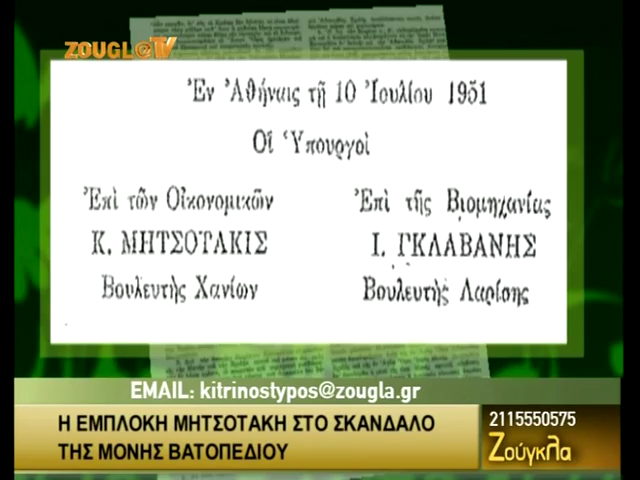 ZOUGL@TV
Ἐν Ἀθήναις τῇ 10 Ἰουλίου 1951
Οἱ Ὑπουργοὶ
Ἐπὶ τῶν Οἰκονομικῶν
Κ. ΜΗΤΣΟΤΑΚΙΣ
Βουλευτὴς Χανίων
Ἐπὶ τῆς Βιομηχανίας
Ι. ΓΚΛΑΒΑΝΗΣ
Βουλευτὴς Λαρίσης
EMAIL: kitrinostypos@zougla.gr
Η ΕΜΠΛΟΚΗ ΜΗΤΣΟΤΑΚΗ ΣΤΟ ΣΚΑΝΔΑΛΟ
ΤΗΣ ΜΟΝΗΣ ΒΑΤΟΠΕΔΙΟΥ
2115550575
Ζούγκλα